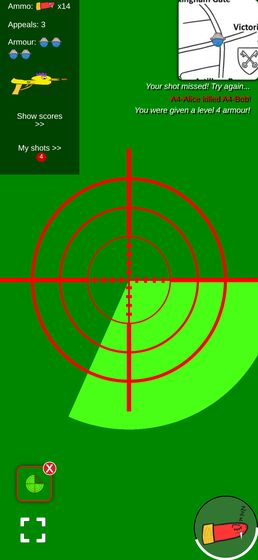 Ammo: x14
Appeals: 3
Armour:
Show scores
>>
My shots >>
4
Victori
Your shot missed! Try again...
A4-Alice killed A4-Bob!
You were given a level 4 armour!
X